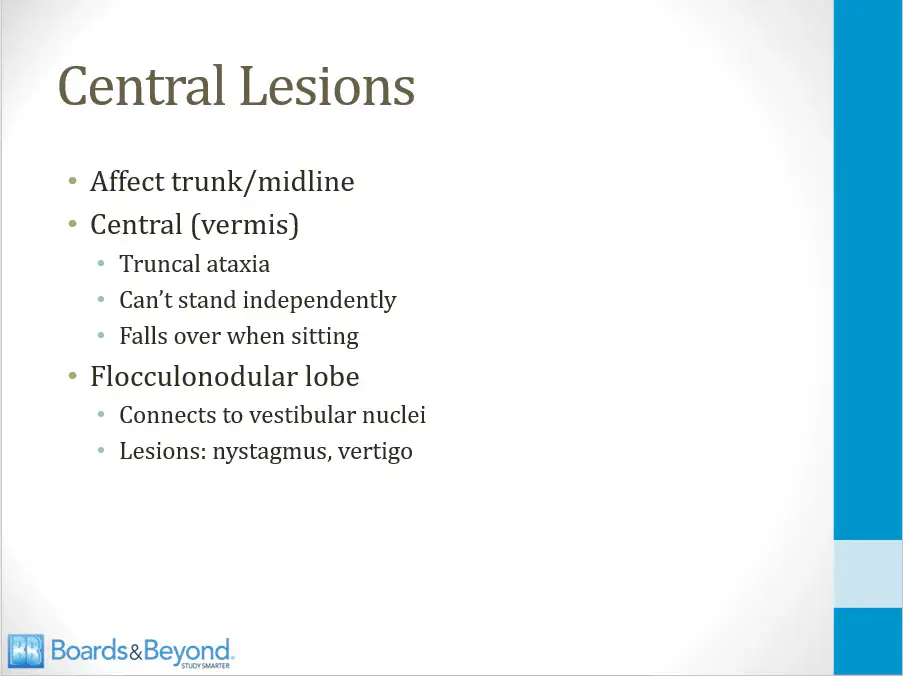 Central Lesions
• Affect trunk/midline
• Central (vermis)
• Truncal ataxia
• Can't stand independently
• Falls over when sitting
• Flocculonodular lobe
• Connects to vestibular nuclei
• Lesions: nystagmus, vertigo
BB Boards&Beyond.
STUDY SMARTER